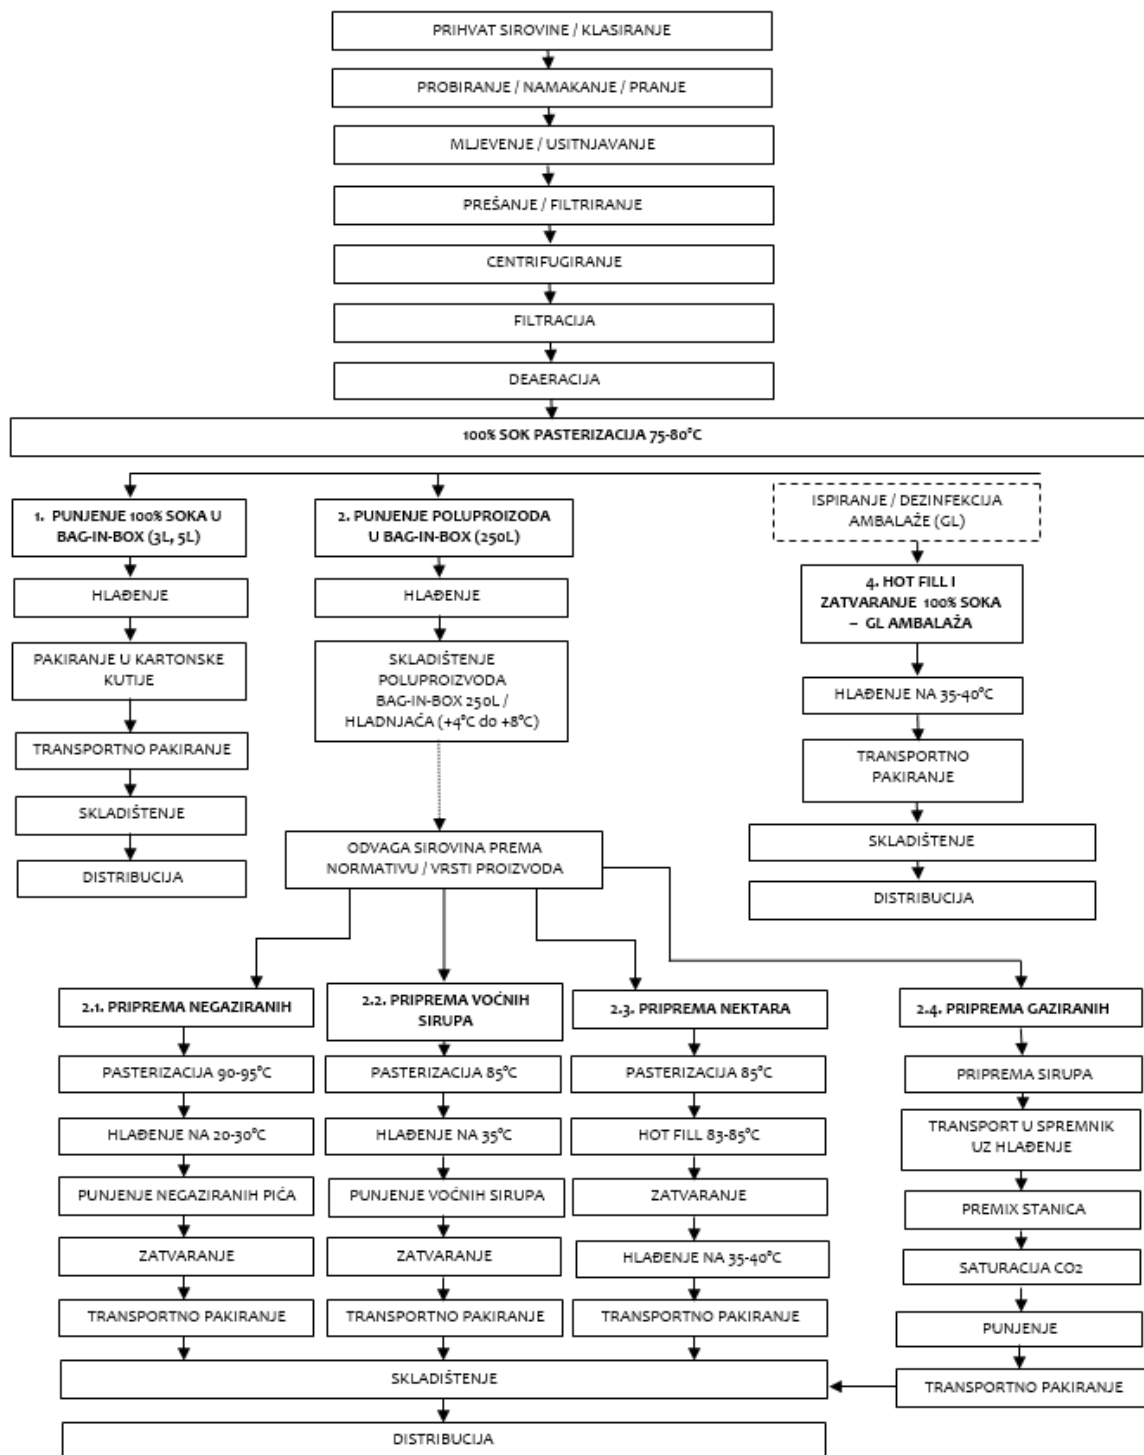 PRIHVAT SIROVINE / KLASIRANJE
PROBIRANJE / NAMAKANJE / PRANJE
MLJEVENJE / USITNJAVANJE
PREŠANJE / FILTRIRANJE
CENTRIFUGIRANJE
FILTRACIJA
DEAERACIJA
100% SOK PASTERIZACIJA 75-80°C
1. PUNJENJE 100% SOKA U
BAG-IN-BOX (3L, 5L)
HLAĐENJE
PAKIRANJE U KARTONSKE
KUTIJE
TRANSPORTNO PAKIRANJE
SKLADIŠTENJE
DISTRIBUCIJA
2. PUNJENJE POLUPROIZODA
U BAG-IN-BOX (250L)
HLAĐENJE
SKLADIŠTENJE
POLUPROIZVODA
BAG-IN-BOX 250L /
HLADNJAĆA (+4°C do +8°C)
ISPIRANJE / DEZINFEKCIJA
AMBALAŽE (GL)
4. HOT FILL I
ZATVARANJE 100% SOKA
– GL AMBALAŽA
HLAĐENJE NA 35-40°C
TRANSPORTNO
PAKIRANJE
SKLADIŠTENJE
DISTRIBUCIJA
ODVAGA SIROVINA PREMA
NORMATIVU / VRSTI PROIZVODA
2.1. PRIPREMA NEGAZIRANIH
PASTERIZACIJA 90-95°C
HLAĐENJE NA 20-30°C
PUNJENJE NEGAZIRANIH PIĆA
ZATVARANJE
TRANSPORTNO PAKIRANJE
2.2. PRIPREMA VOĆNIH
SIRUPA
PASTERIZACIJA 85°C
HLAĐENJE NA 35°C
PUNJENJE VOĆNIH SIRUPA
ZATVARANJE
TRANSPORTNO PAKIRANJE
2.3. PRIPREMA NEKTARA
PASTERIZACIJA 85°C
HOT FILL 83-85°C
ZATVARANJE
HLAĐENJE NA 35-40°C
TRANSPORTNO PAKIRANJE
2.4. PRIPREMA GAZIRANIH
PRIPREMA SIRUPA
TRANSPORT U SPREMNIK
UZ HLAĐENJE
PREMIX STANICA
SATURACIJA CO2
PUNJENJE
TRANSPORTNO PAKIRANJE
SKLADIŠTENJE
DISTRIBUCIJA